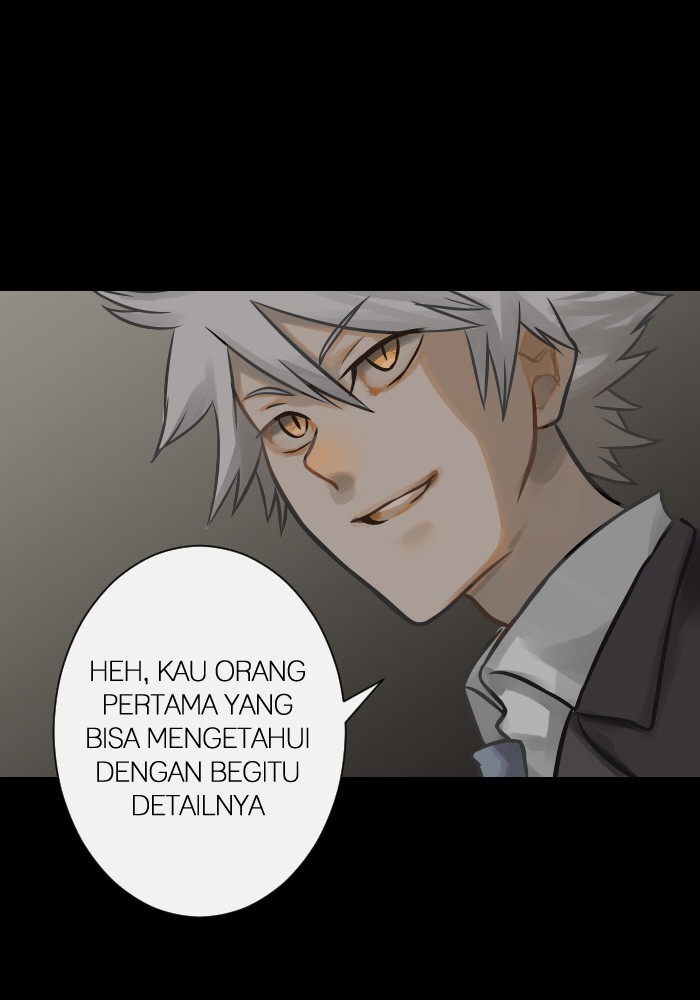 HEH, KAU ORANG
PERTAMA YANG
BISA MENGETAHUI
DENGAN BEGITU
DETAILNYA